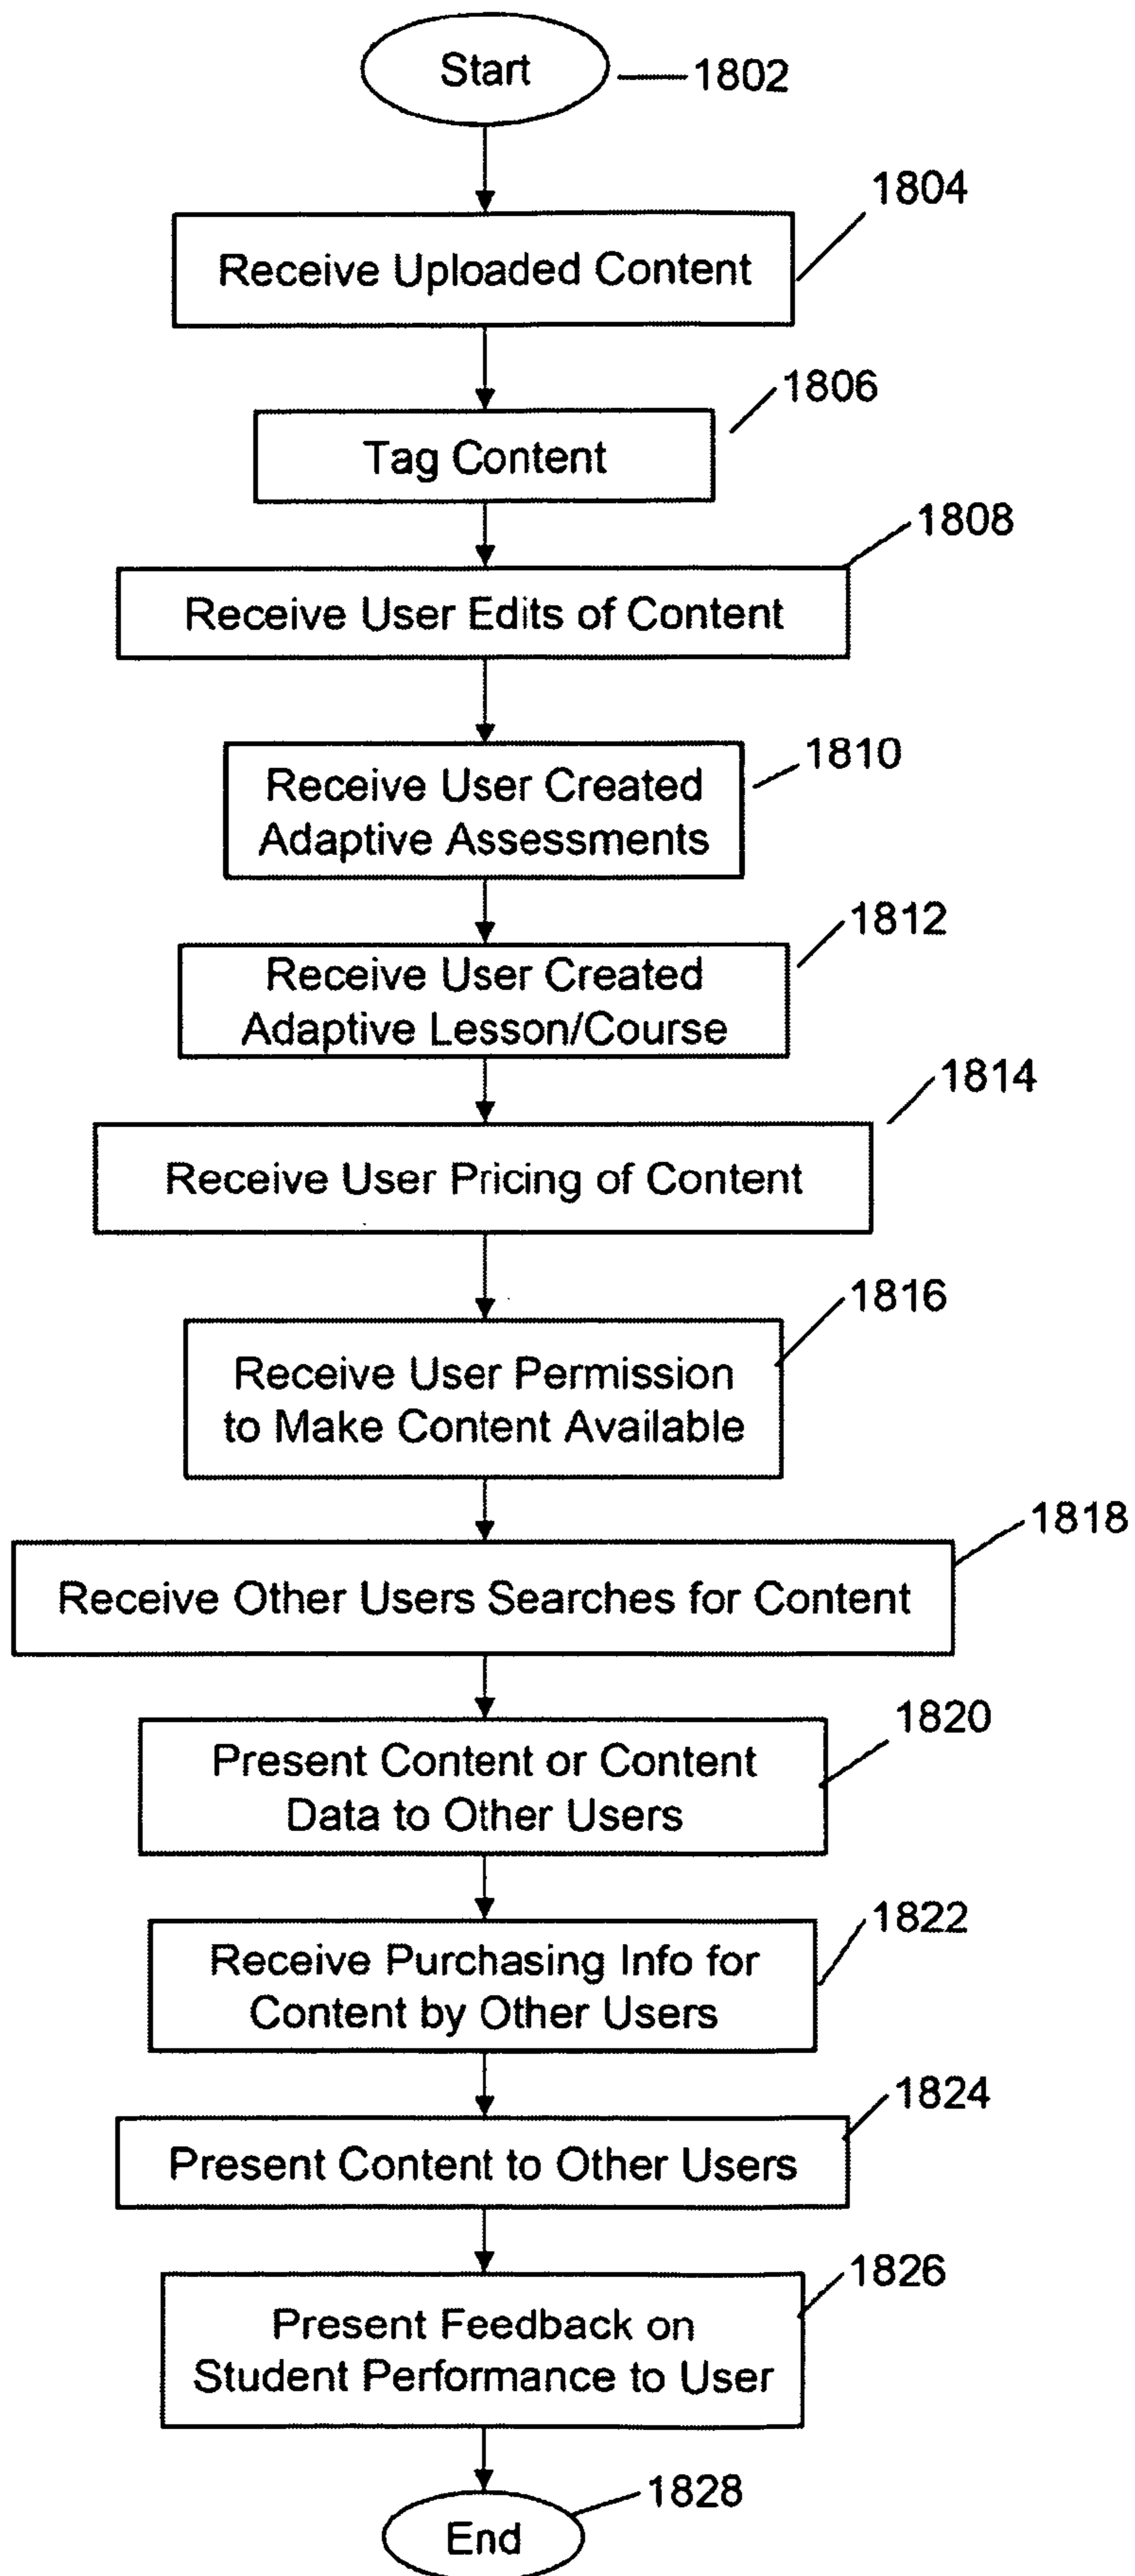 Start
1802
1804
Receive Uploaded Content
1806
Tag Content
1808
Receive User Edits of Content
1810
Receive User Created
Adaptive Assessments
1812
Receive User Created
Adaptive Lesson/Course
1814
Receive User Pricing of Content
1816
Receive User Permission
to Make Content Available
1818
Receive Other Users Searches for Content
1820
Present Content or Content
Data to Other Users
1822
Receive Purchasing Info for
Content by Other Users
1824
Present Content to Other Users
1826
Present Feedback on
Student Performance to User
1828
End